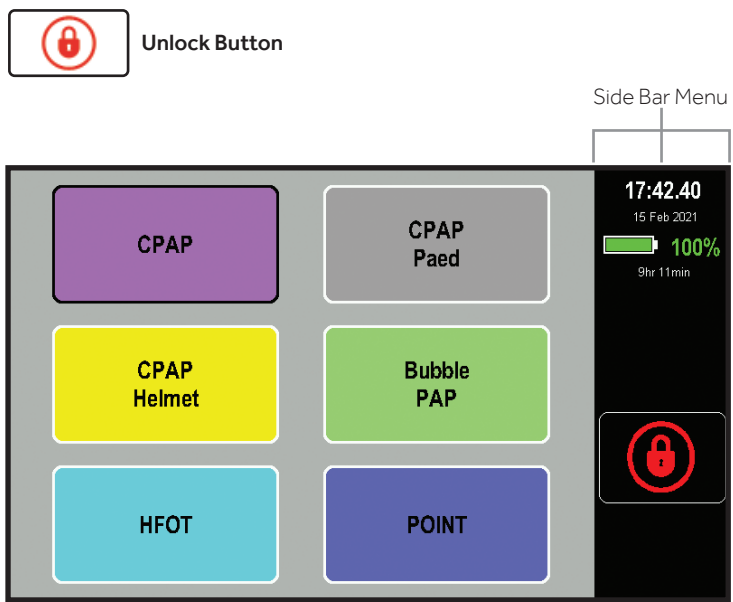 Unlock Button
Side Bar Menu
CPAP
CPAP
Paed
CPAP
Helmet
Bubble
PAP
HFOT
POINT
17:42.40
15 Feb 2021
100%
9hr 11min